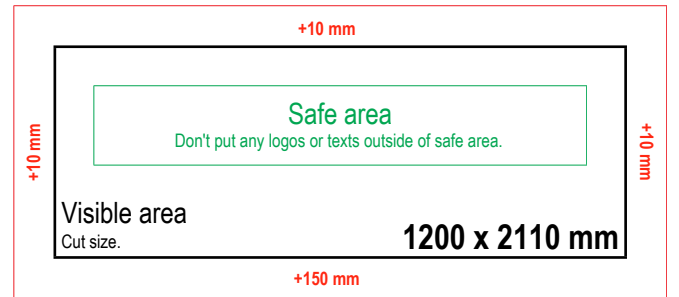 +10 mm
Safe area
Don't put any logos or texts outside of safe area.
+10 mm
+10 mm
Visible area
Cut size.
1200 x 2110 mm
+150 mm